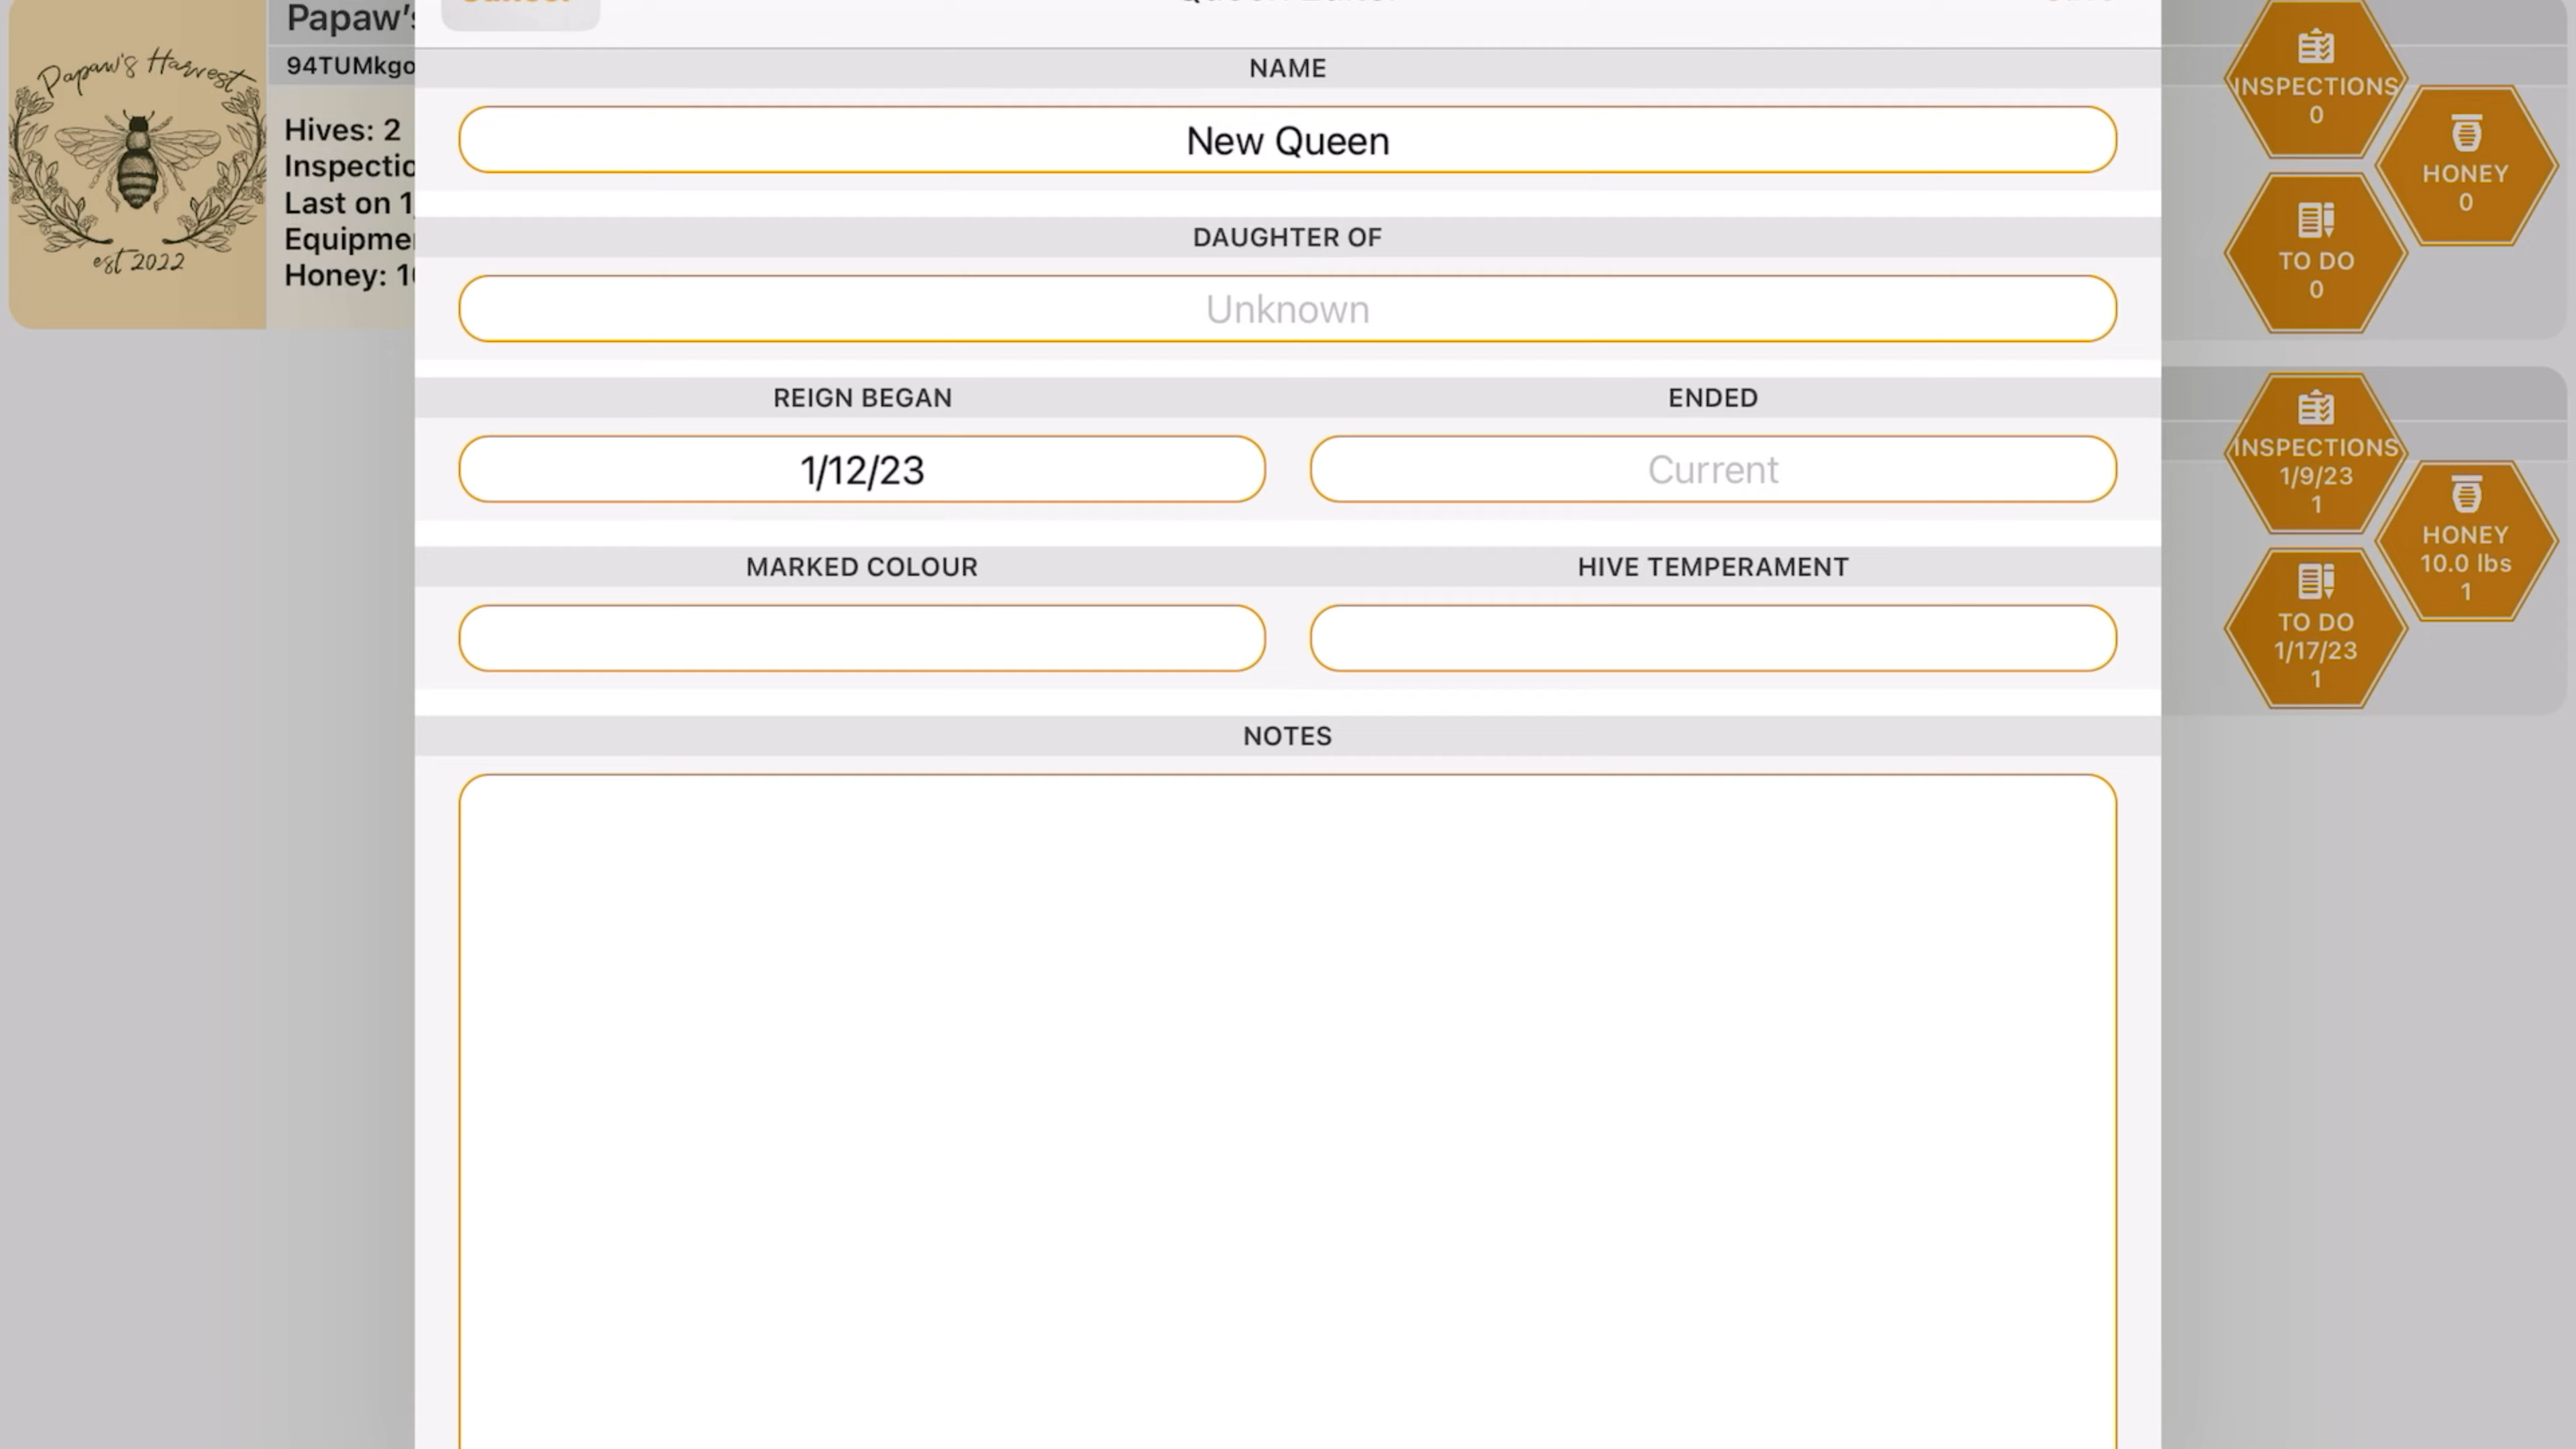 Papaw's
94TUMkgo
Papaw's Harvest
est 2022
Hives: 2
Inspectio
Last on 1
Equipme
Honey: 1
NAME
New Queen
DAUGHTER OF
Unknown
REIGN BEGAN
ENDED
1/12/23
Current
MARKED COLOUR
HIVE TEMPERAMENT
NOTES
INSPECTIONS
0
HONEY
0
TO DO
0
INSPECTIONS
1/9/23
1
HONEY
10.0 lbs
1
TO DO
1/17/23
1